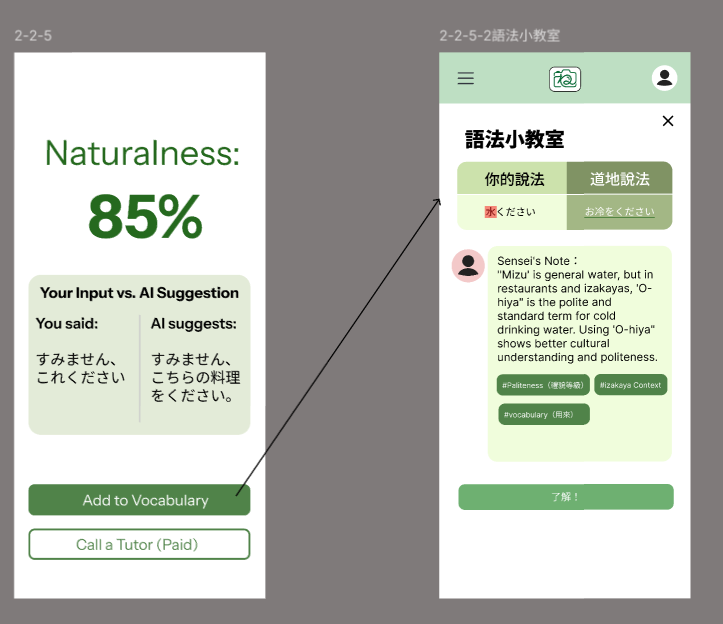 2-2-5
Naturalness:
85%
Your Input vs. AI Suggestion
You said:
AI suggests:
すみません、
これください
すみません、
こちらの料理
をください。
Add to Vocabulary
Call a Tutor (Paid)
2-2-5-2語法小教室
語法小教室
你的說法
道地說法
水ください
お冷をください
Sensei's Note：
"Mizu' is general water, but in
restaurants and izakayas, 'O-
hiya" is the polite and
standard term for cold
drinking water. Using 'O-hiya"
shows better cultural
understanding and politeness.
#Paliteness（禮貌等級）
#izakaya Context
#vocabulary（用來）
了解！